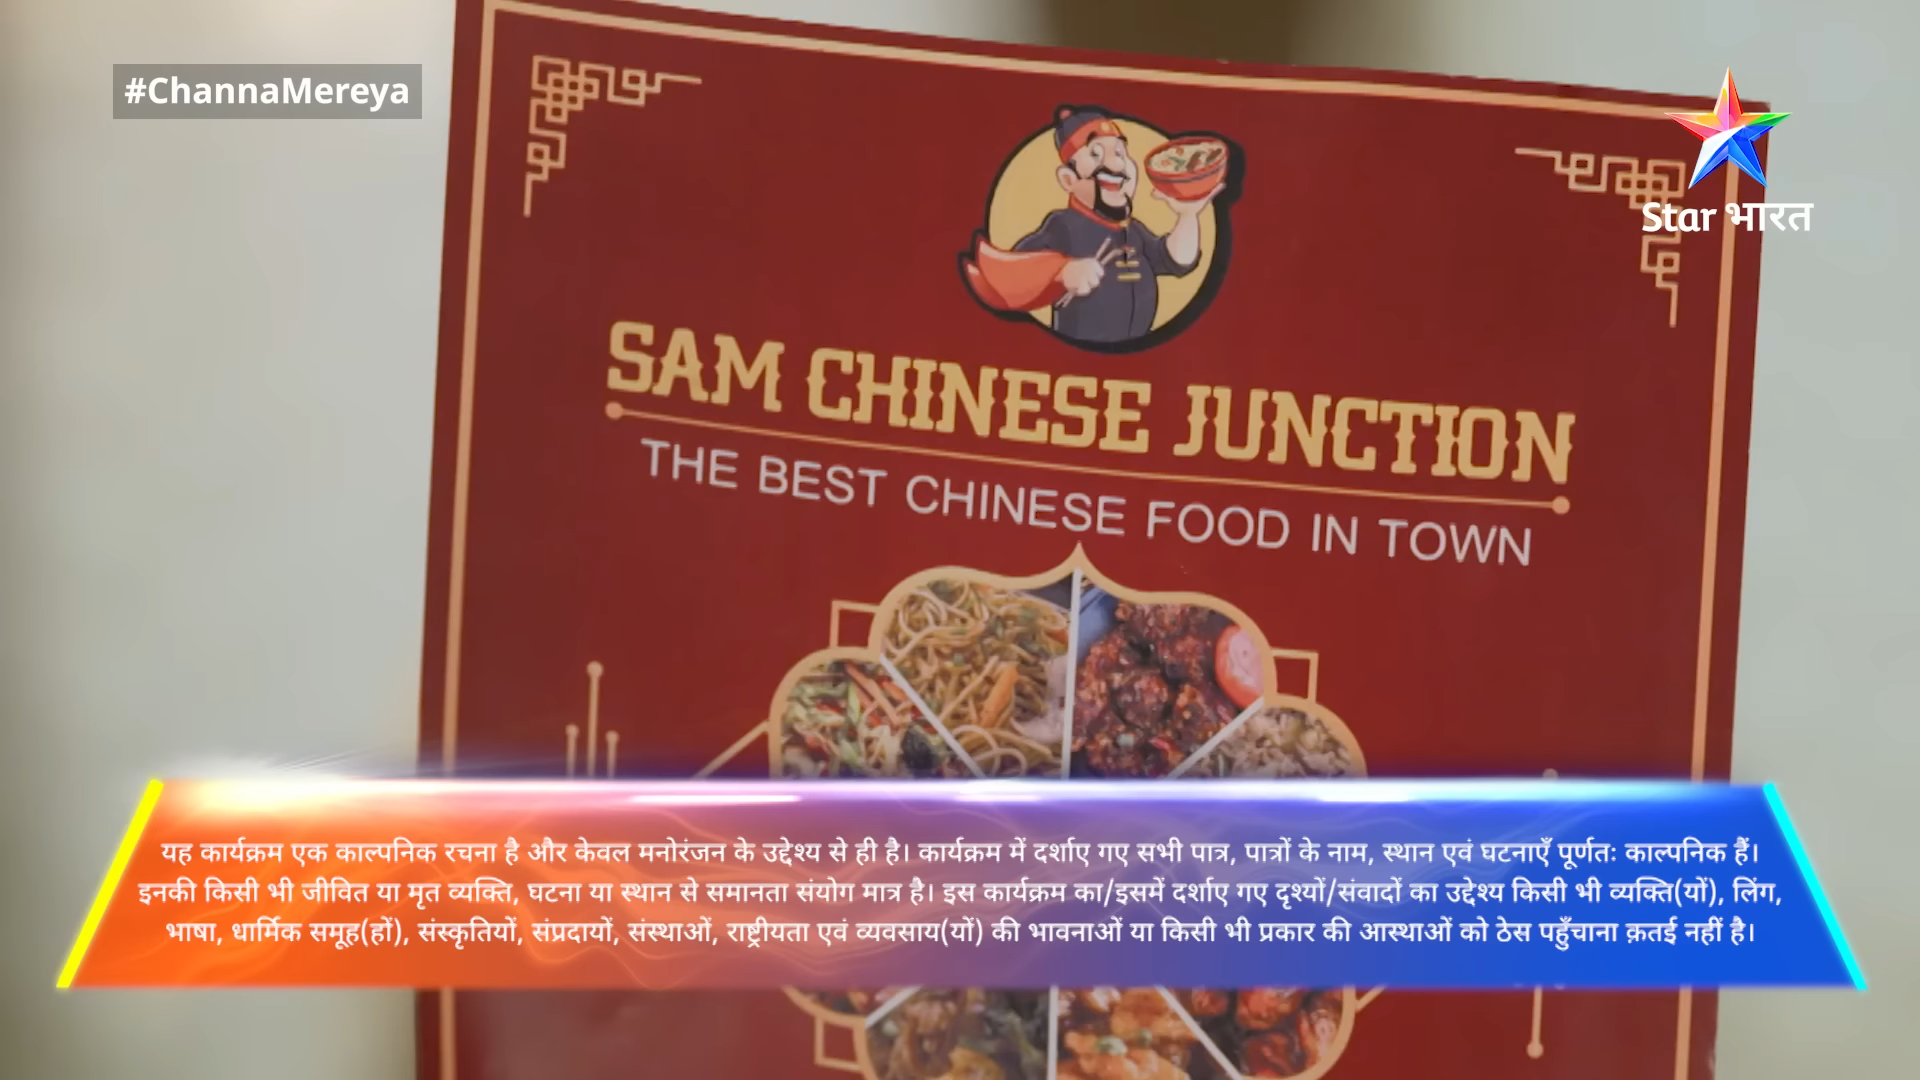 #ChannaMereya
Star भारत
SAM CHINESE JUNCTION
THE BEST CHINESE FOOD IN TOWN
यह कार्यक्रम एक काल्पनिक रचना है और केवल मनोरंजन के उद्देश्य से ही है। कार्यक्रम में दर्शाए गए सभी पात्र, पात्रों के नाम, स्थान एवं घटनाएँ पूर्णतः काल्पनिक हैं।
इनकी किसी भी जीवित या मृत व्यक्ति, घटना या स्थान से समानता संयोग मात्र है। इस कार्यक्रम का/इसमें दर्शाए गए दृश्यों/संवादों का उद्देश्य किसी भी व्यक्ति(यों), लिंग,
भाषा, धार्मिक समूह(हों), संस्कृतियों, संप्रदायों, संस्थाओं, राष्ट्रीयता एवं व्यवसाय(यों) की भावनाओं या किसी भी प्रकार की आस्थाओं को ठेस पहुँचाना क़तई नहीं है।